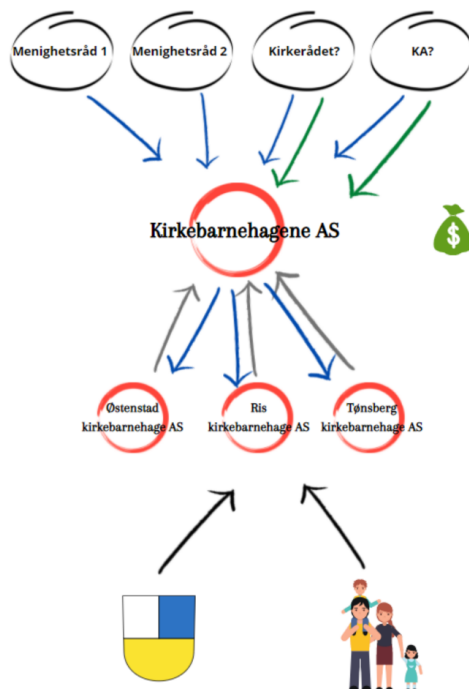 Menighetsråd 1
Menighetsråd 2
Kirkerådet?
KA?
Kirkebarnehagene AS
$
Østenstad
kirkebarnehage AS
Ris
kirkebarnehage AS
Tønsberg
kirkebarnehage AS